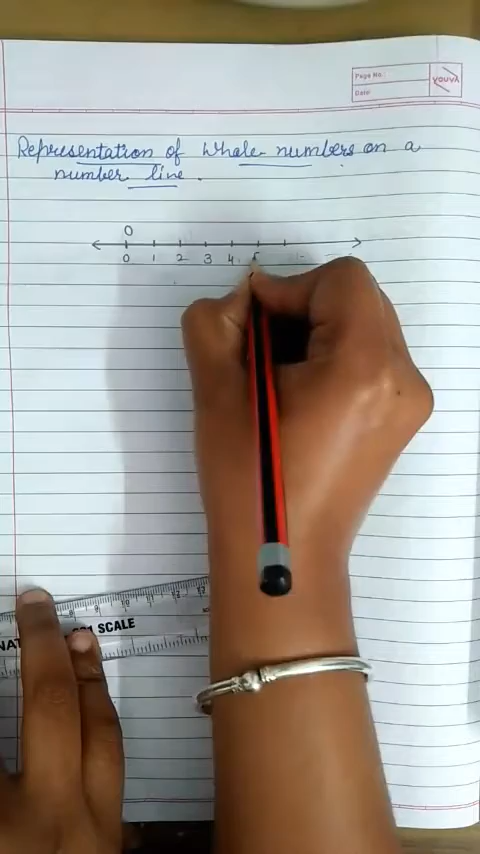 Page No:
Date:
YOUVA
Representation of Whole numbers on a
number line.
0
0 1 2 3 4 5
SCALE